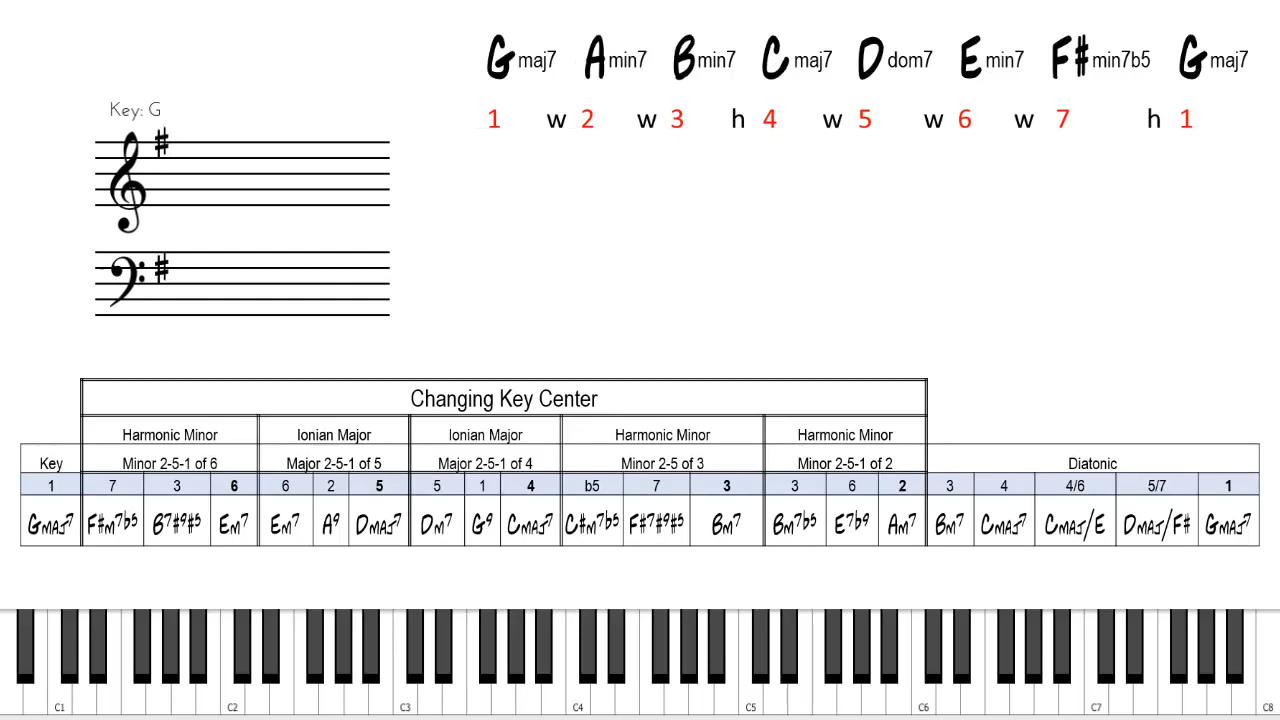 Gmaj7 Amin7 Bmin7 Cmaj7 Ddom7 Emin7 F#min7b5 Gmaj7
1 w 2 w 3 h 4 w 5 w 6 w 7 h 1
Key: G
Changing Key Center
Harmonic Minor Ionian Major Ionian Major Harmonic Minor Harmonic Minor
Key Minor 2-5-1 of 6 Major 2-5-1 of 5 Major 2-5-1 of 4 Minor 2-5 of 3 Minor 2-5-1 of 2 Diatonic
1 7 3 6 6 2 5 5 1 4 b5 7 3 3 6 2 3 4 4/6 5/7 1
Gmaj7 F#m7b5 B7#9#5 Em7 Em7 A9 Dmaj7 Dm7 G9 Cmaj7 C#m7b5 F#7#9#5 Bm7 Bm7b5 E7b9 Am7 Bm7 Cmaj7 Cmaj/E Dmaj/F# Gmaj7
C1 C2 C3 C4 C5 C6 C7 C8